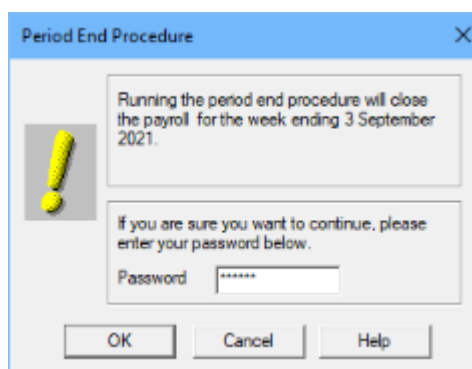 Period End Procedure
Running the period end procedure will close
the payroll for the week ending 3 September
2021.
If you are sure you want to continue, please
enter your password below.
Password ******
OK Cancel Help